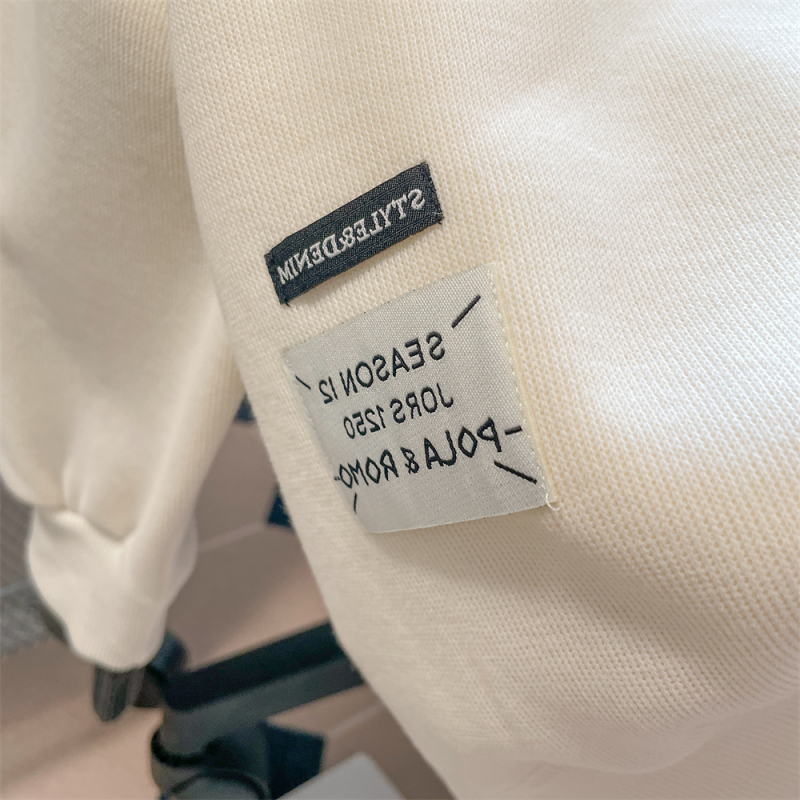 STYLE&DENIM
SEASON 12
JORS 1250
-POLA & ROMO-